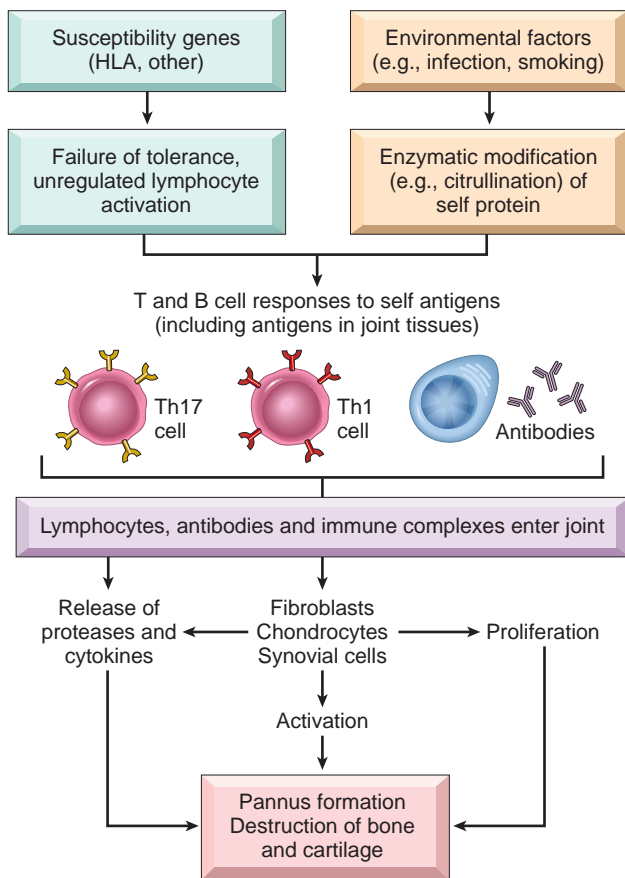 Susceptibility genes
(HLA, other)
Environmental factors
(e.g., infection, smoking)
Failure of tolerance,
unregulated lymphocyte
activation
Enzymatic modification
(e.g., citrullination) of
self protein
T and B cell responses to self antigens
(including antigens in joint tissues)
Th17
cell
Th1
cell
Antibodies
Lymphocytes, antibodies and immune complexes enter joint
Release of
proteases and
cytokines
Fibroblasts
Chondrocytes
Synovial cells
Proliferation
Activation
Pannus formation
Destruction of bone
and cartilage